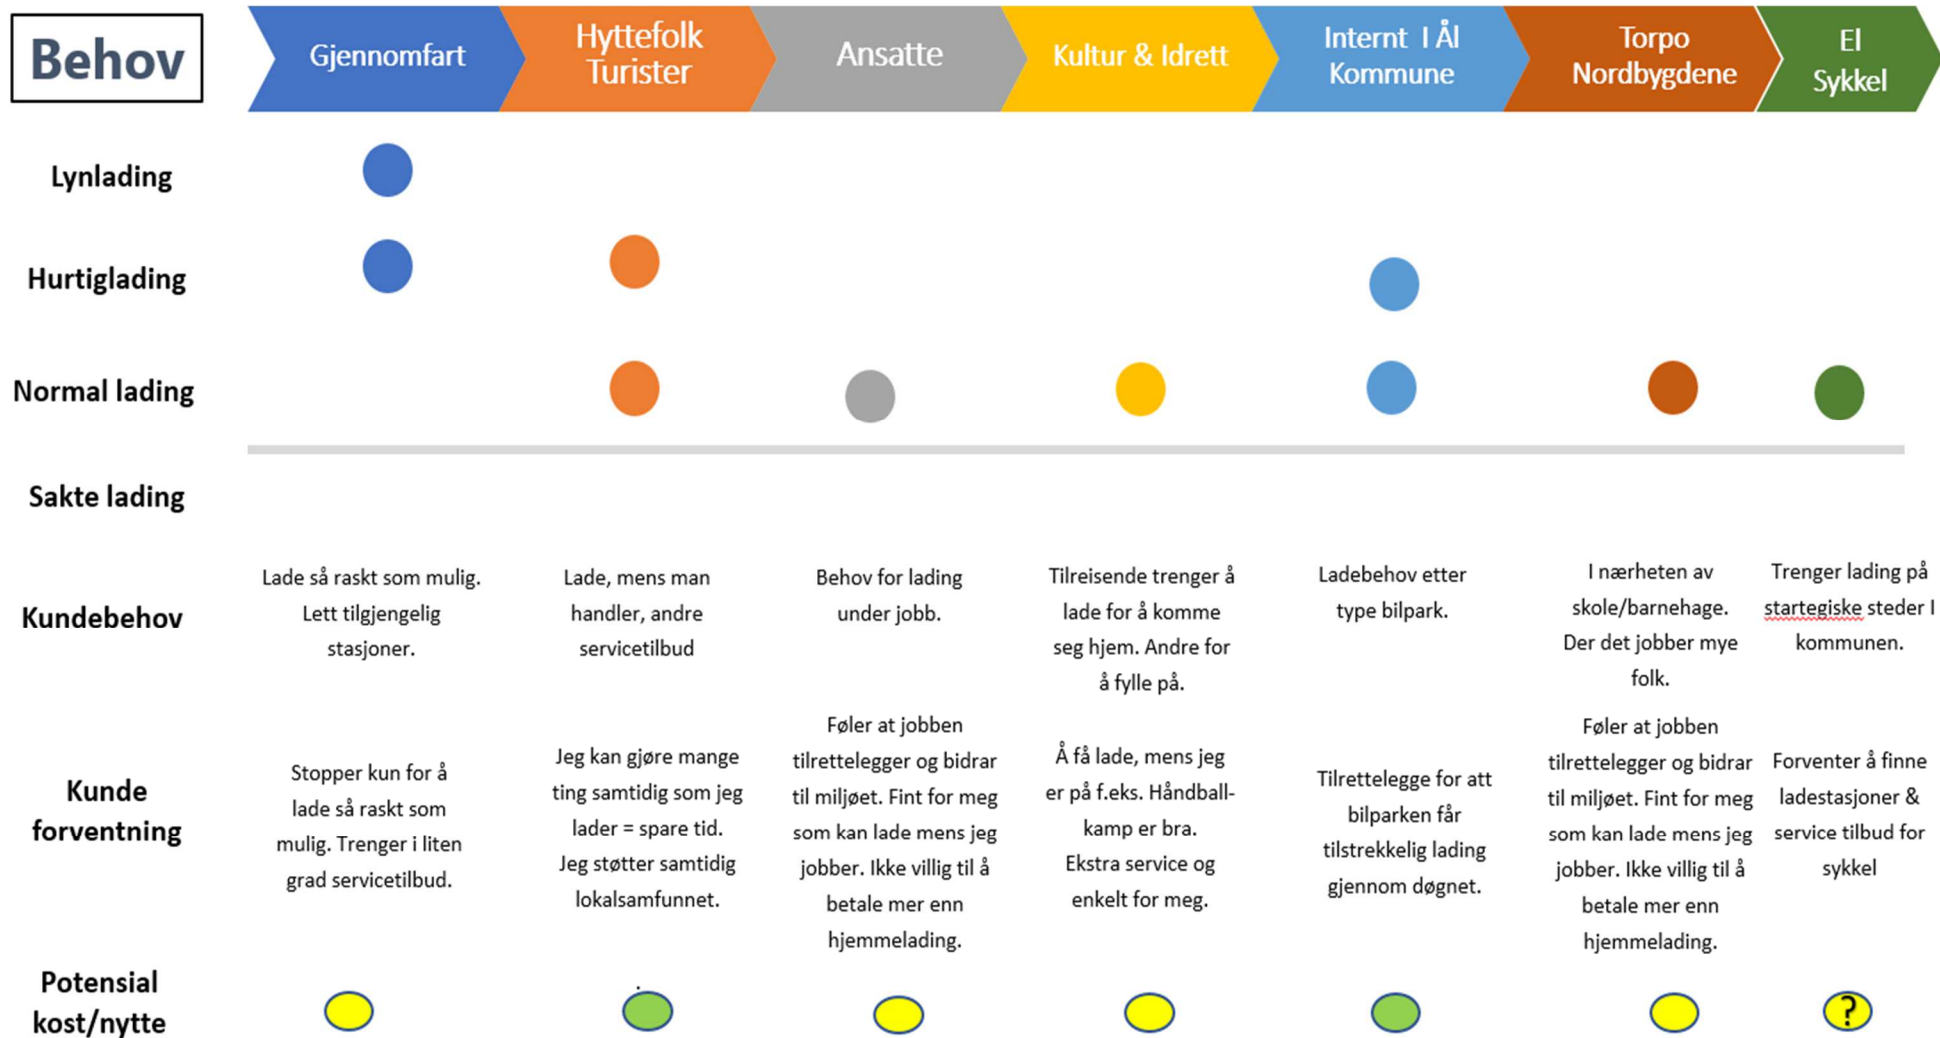 Behov
Gjennomfart
Hyttefolk
Turister
Ansatte
Kultur & Idrett
Internt I Ål
Kommune
Torpo
Nordbygdene
El
Sykkel
Lynlading
Hurtiglading
Normal lading
Sakte lading
Kundebehov
Lade så raskt som mulig.
Lett tilgjengelig
stasjoner.
Lade, mens man
handler, andre
servicetilbud
Behov for lading
under jobb.
Tilreisende trenger å
lade for å komme
seg hjem. Andre for
å fylle på.
Ladebehov etter
type bilpark.
I nærheten av
skole/barnehage.
Der det jobber mye
folk.
Trenger lading på
startegiske steder I
kommunen.
Kunde
forventning
Stopper kun for å
lade så raskt som
mulig. Trenger i liten
grad servicetilbud.
Jeg kan gjøre mange
ting samtidig som jeg
lader = spare tid.
Jeg støtter samtidig
lokalsamfunnet.
Føler at jobben
tilrettelegger og bidrar
til miljøet. Fint for meg
som kan lade mens jeg
jobber. Ikke villig til å
betale mer enn
hjemmelading.
Å få lade, mens jeg
er på f.eks. Håndball-
kamp er bra.
Ekstra service og
enkelt for meg.
Tilrettelegge for att
bilparken får
tilstrekkelig lading
gjennom døgnet.
Føler at jobben
tilrettelegger og bidrar
til miljøet. Fint for meg
som kan lade mens jeg
jobber. Ikke villig til å
betale mer enn
hjemmelading.
Forventer å finne
ladestasjoner &
service tilbud for
sykkel
Potensial
kost/nytte
.
?